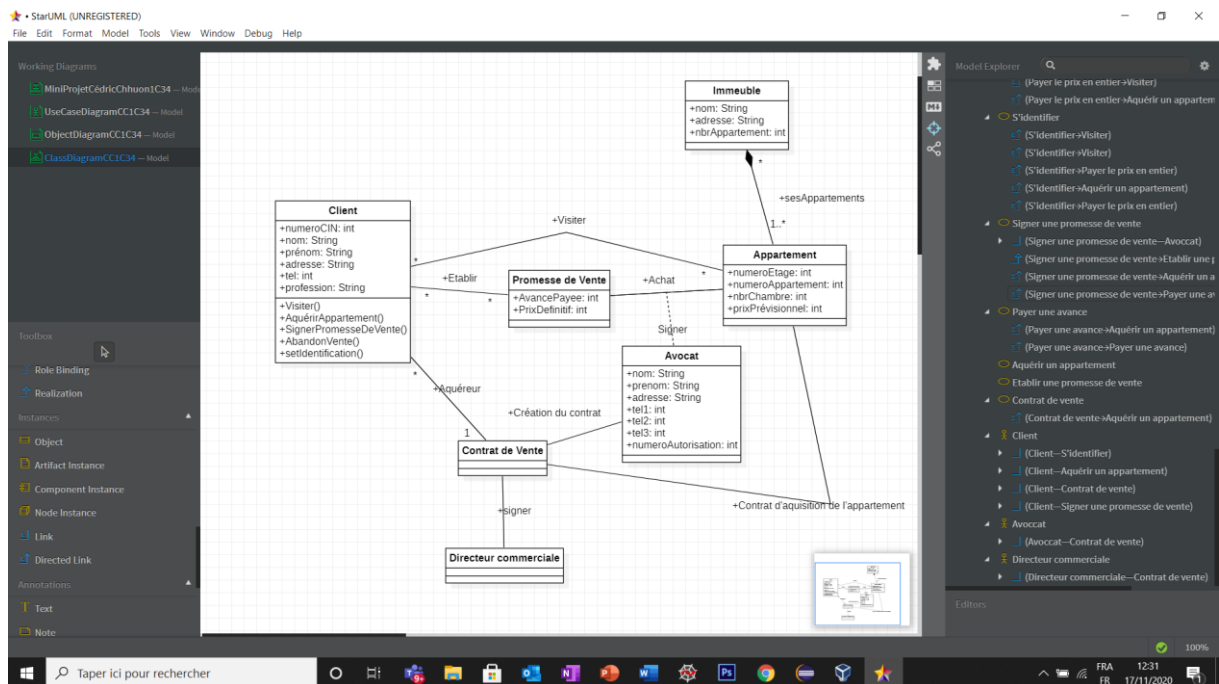 • StarUML (UNREGISTERED)
File Edit Format Model Tools View Window Debug Help
Working Diagrams
MiniProjetCédricChhuon1C34 — Mode
UseCaseDiagramCC1C34 — Model
ObjectDiagramCC1C34 — Model
ClassDiagramCC1C34 — Model
Toolbox
Role Binding
Realization
Instances
Object
Artifact Instance
Component Instance
Node Instance
Link
Directed Link
Annotations
Text
Note
Immeuble
+nom: String
+adresse: String
+nbrAppartement: int
*
+sesAppartements
1..*
Client
+numeroCIN: int
+nom: String
+prénom: String
+adresse: String
+tel: int
+profession: String
+Visiter()
+AquérirAppartement()
+SignerPromesseDeVente()
+AbandonVente()
+setIdentification()
+Visiter
*
*
+Etablir
*
*
Promesse de Vente
+AvancePayee: int
+PrixDefinitif: int
+Achat
Signer
Appartement
+numeroEtage: int
+numeroAppartement: int
+nbrChambre: int
+prixPrévisionnel: int
Avocat
+nom: String
+prenom: String
+adresse: String
+tel1: int
+tel2: int
+tel3: int
+numeroAutorisation: int
*
+Aquéreur
1
+Création du contrat
Contrat de Vente
+Contrat d'aquisition de l'appartement
+signer
Directeur commerciale
Model Explorer
(Payer le prix en entier→Visiter)
(Payer le prix en entier→Aquérir un appartem
S'identifier
(S'identifier→Visiter)
(S'identifier→Visiter)
(S'identifier→Payer le prix en entier)
(S'identifier→Aquérir un appartement)
(S'identifier→Payer le prix en entier)
Signer une promesse de vente
(Signer une promesse de vente—Avoccat)
(Signer une promesse de vente→Etablir une p
(Signer une promesse de vente→Aquérir un a
(Signer une promesse de vente→Payer une av
Payer une avance
(Payer une avance→Aquérir un appartement)
(Payer une avance→Payer une avance)
Aquérir un appartement
Etablir une promesse de vente
Contrat de vente
(Contrat de vente→Aquérir un appartement)
Client
(Client—S'identifier)
(Client—Aquérir un appartement)
(Client—Contrat de vente)
(Client—Signer une promesse de vente)
Avoccat
(Avoccat—Contrat de vente)
Directeur commerciale
(Directeur commerciale—Contrat de vente)
Editors
100%
Taper ici pour rechercher
FRA
FR
12:31
17/11/2020